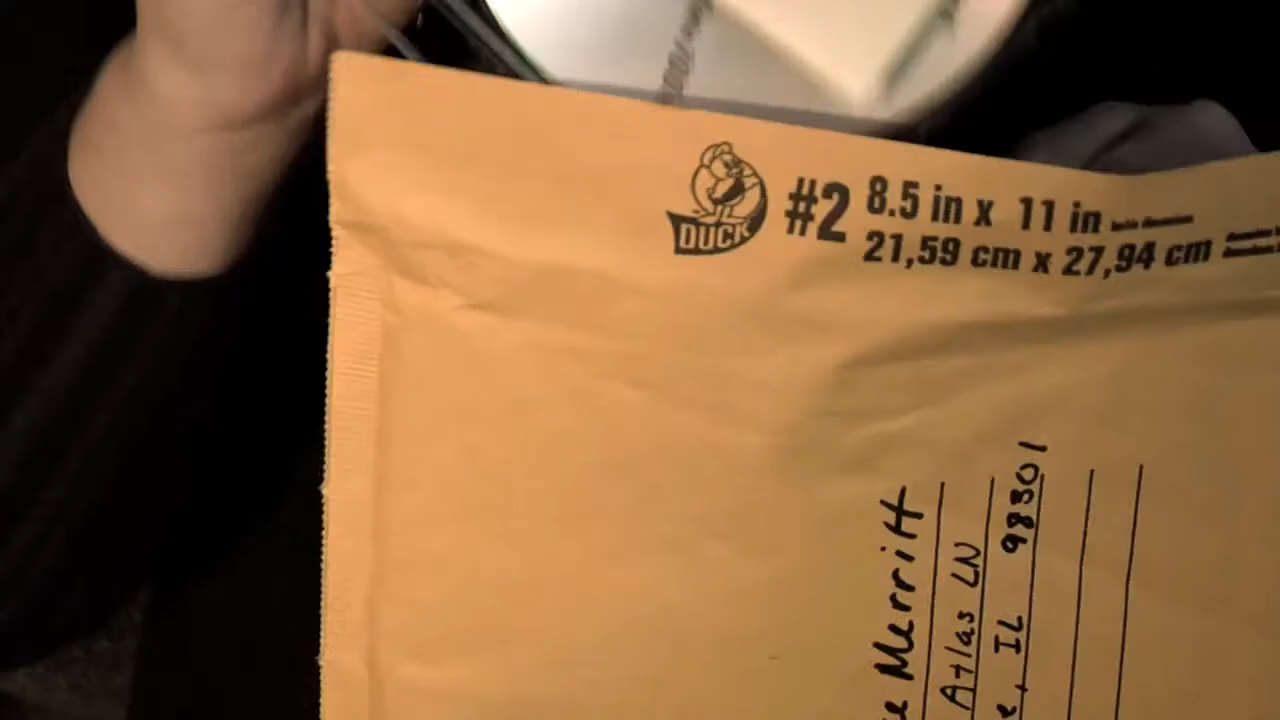 DUCK
#2 8.5 in x 11 in
21,59 cm x 27,94 cm
e Merritt
Atlas LN
e, IL 98301